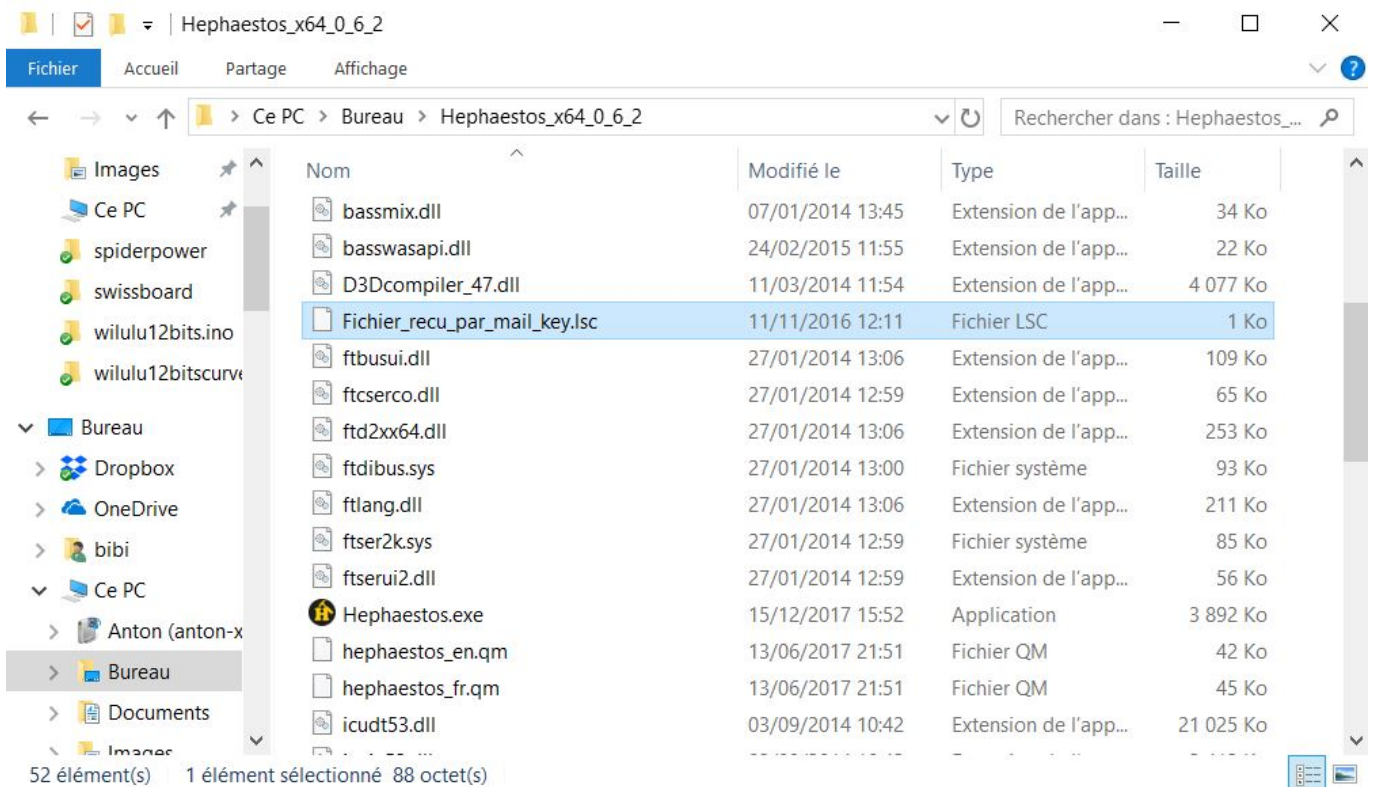 Hephaestos_x64_0_6_2
Fichier Accueil Partage Affichage
Ce PC > Bureau > Hephaestos_x64_0_6_2 Rechercher dans : Hephaestos_...
Images
Ce PC
spiderpower
swissboard
wilulu12bits.ino
wilulu12bitscurve
Bureau
Dropbox
OneDrive
bibi
Ce PC
Anton (anton-x
Bureau
Documents
Images
Nom Modifié le Type Taille
bassmix.dll 07/01/2014 13:45 Extension de l'app... 34 Ko
basswasapi.dll 24/02/2015 11:55 Extension de l'app... 22 Ko
D3Dcompiler_47.dll 11/03/2014 11:54 Extension de l'app... 4 077 Ko
Fichier_recu_par_mail_key.lsc 11/11/2016 12:11 Fichier LSC 1 Ko
ftbusui.dll 27/01/2014 13:06 Extension de l'app... 109 Ko
ftcserco.dll 27/01/2014 12:59 Extension de l'app... 65 Ko
ftd2xx64.dll 27/01/2014 13:06 Extension de l'app... 253 Ko
ftdibus.sys 27/01/2014 13:00 Fichier système 93 Ko
ftlang.dll 27/01/2014 13:06 Extension de l'app... 211 Ko
ftser2k.sys 27/01/2014 12:59 Fichier système 85 Ko
ftserui2.dll 27/01/2014 12:59 Extension de l'app... 56 Ko
Hephaestos.exe 15/12/2017 15:52 Application 3 892 Ko
hephaestos_en.qm 13/06/2017 21:51 Fichier QM 42 Ko
hephaestos_fr.qm 13/06/2017 21:51 Fichier QM 45 Ko
icudt53.dll 03/09/2014 10:42 Extension de l'app... 21 025 Ko
52 élément(s) 1 élément sélectionné 88 octet(s)